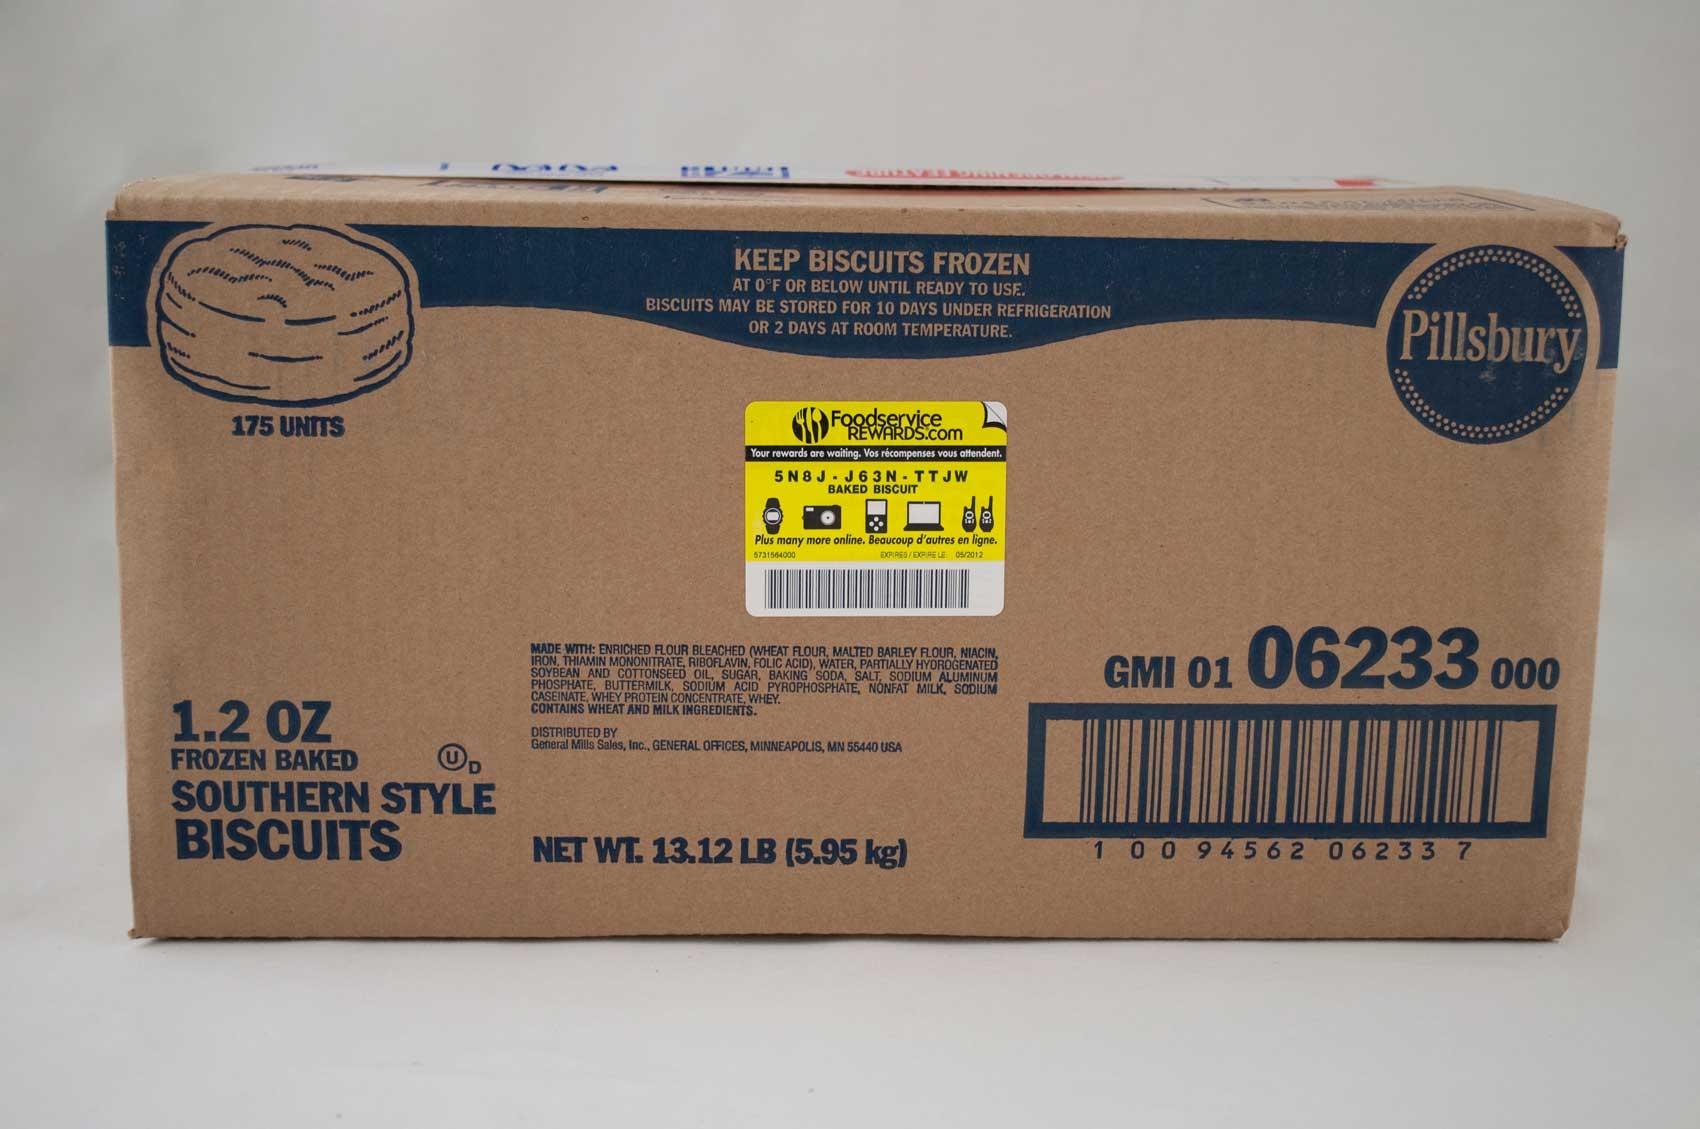 KEEP BISCUITS FROZEN
AT 0°F OR BELOW UNTIL READY TO USE.
BISCUITS MAY BE STORED FOR 10 DAYS UNDER REFRIGERATION
OR 2 DAYS AT ROOM TEMPERATURE.
Pillsbury
175 UNITS
Foodservice
REWARDS.com
Your rewards are waiting. Vos récompenses vous attendent.
5N8J-J63N-TTJW
BAKED BISCUIT
Plus many more online. Beaucoup d'autres en ligne.
5731564000 EXPIRES / EXPIRE LE: 05/2012
MADE WITH: ENRICHED FLOUR BLEACHED (WHEAT FLOUR, MALTED BARLEY FLOUR, NIACIN,
IRON, THIAMIN MONONITRATE, RIBOFLAVIN, FOLIC ACID), WATER, PARTIALLY HYDROGENATED
SOYBEAN AND COTTONSEED OIL, SUGAR, BAKING SODA, SALT, SODIUM ALUMINUM
PHOSPHATE, BUTTERMILK, SODIUM ACID PYROPHOSPHATE, NONFAT MILK, SODIUM
CASEINATE, WHEY PROTEIN CONCENTRATE, WHEY.
CONTAINS WHEAT AND MILK INGREDIENTS.
DISTRIBUTED BY
General Mills Sales, Inc., GENERAL OFFICES, MINNEAPOLIS, MN 55440 USA
GMI 01 06233 000
1 00 94562 06233 7
1.2 OZ
FROZEN BAKED
U D
SOUTHERN STYLE
BISCUITS
NET WT. 13.12 LB (5.95 kg)